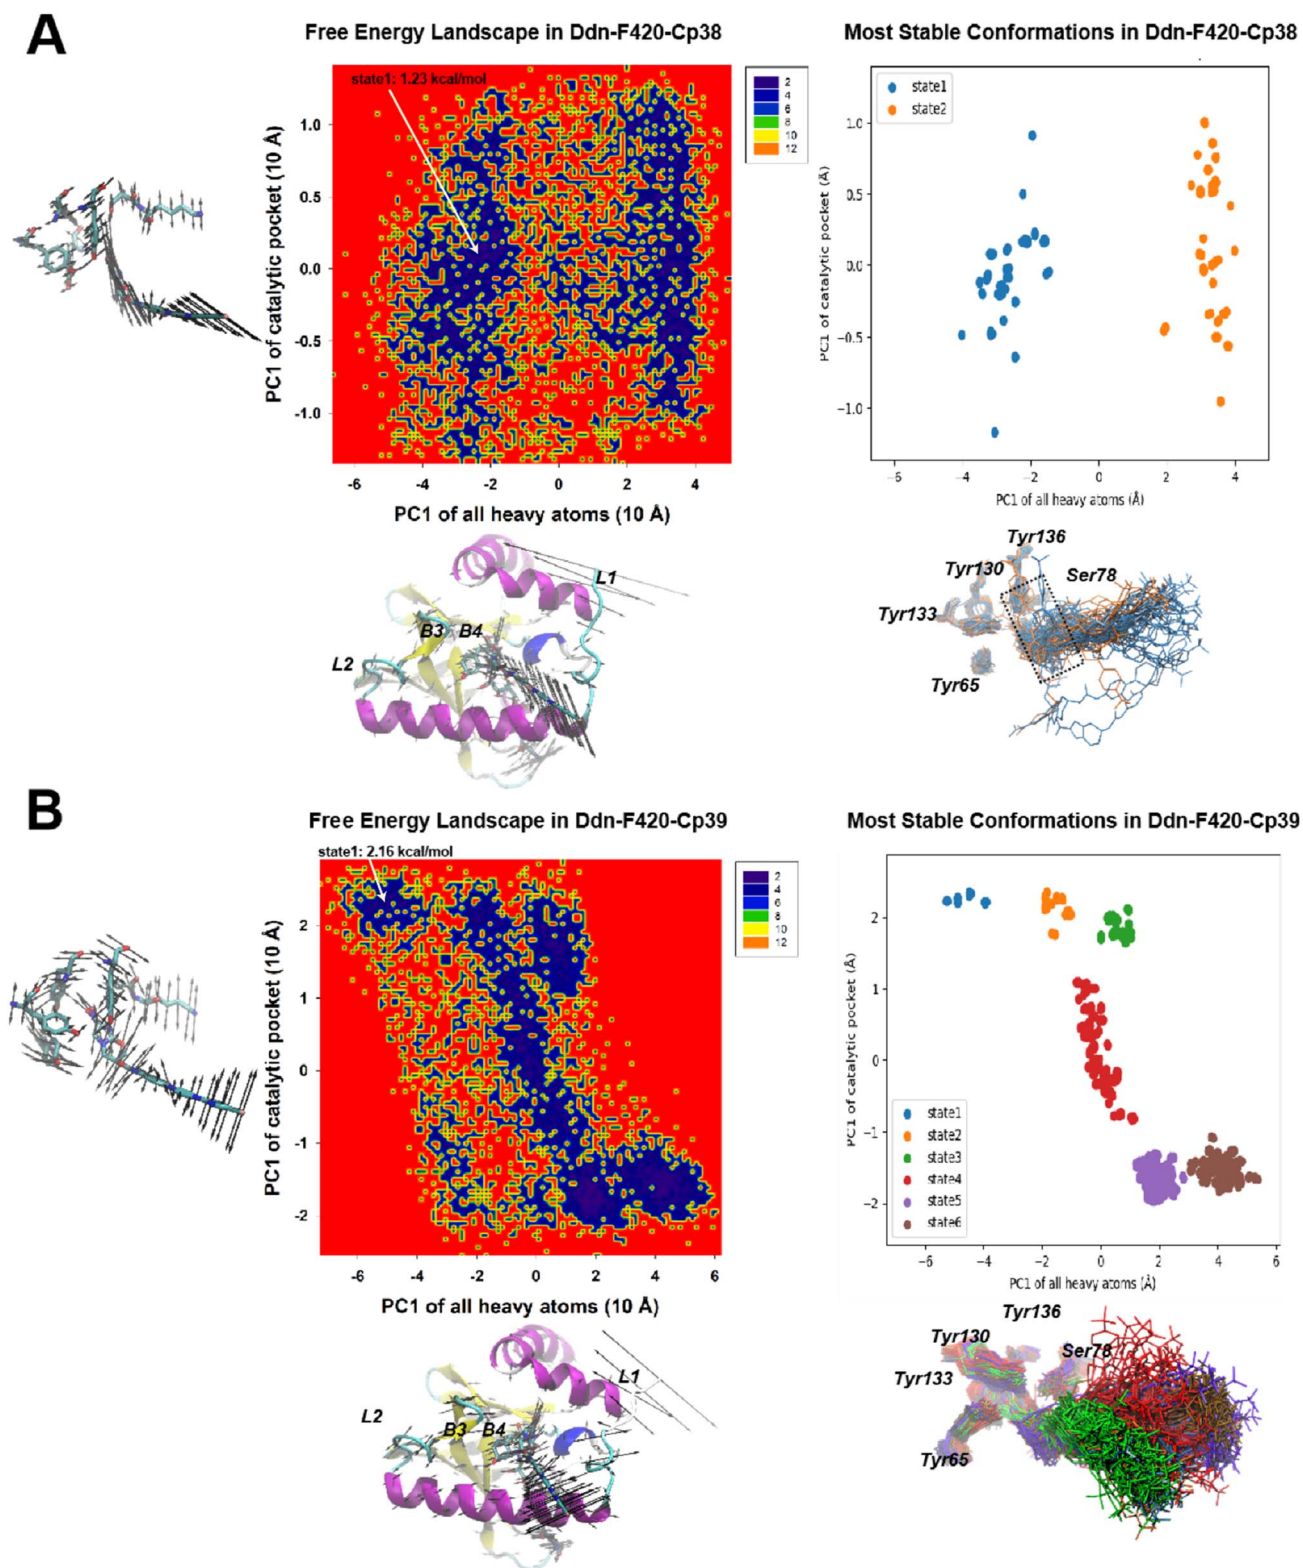 A
Free Energy Landscape in Ddn-F420-Cp38
Most Stable Conformations in Ddn-F420-Cp38
state1: 1.23 kcal/mol
PC1 of catalytic pocket (10 Å)
1.0
0.5
0.0
-0.5
-1.0
-6 -4 -2 0 2 4
PC1 of all heavy atoms (10 Å)
2
4
6
8
10
12
state1
state2
PC1 of catalytic pocket (Å)
1.0
0.5
0.0
−0.5
−1.0
−6 −4 −2 0 2 4
PC1 of all heavy atoms (Å)
L1
B3 B4
L2
Tyr136
Tyr130
Ser78
Tyr133
Tyr65
B
Free Energy Landscape in Ddn-F420-Cp39
Most Stable Conformations in Ddn-F420-Cp39
state1: 2.16 kcal/mol
PC1 of catalytic pocket (10 Å)
2
1
0
-1
-2
-6 -4 -2 0 2 4 6
PC1 of all heavy atoms (10 Å)
2
4
6
8
10
12
PC1 of catalytic pocket (Å)
2
1
0
−1
−2
state1
state2
state3
state4
state5
state6
−6 −4 −2 0 2 4 6
PC1 of all heavy atoms (Å)
L1
L2
B3 B4
Tyr136
Tyr130
Ser78
Tyr133
Tyr65